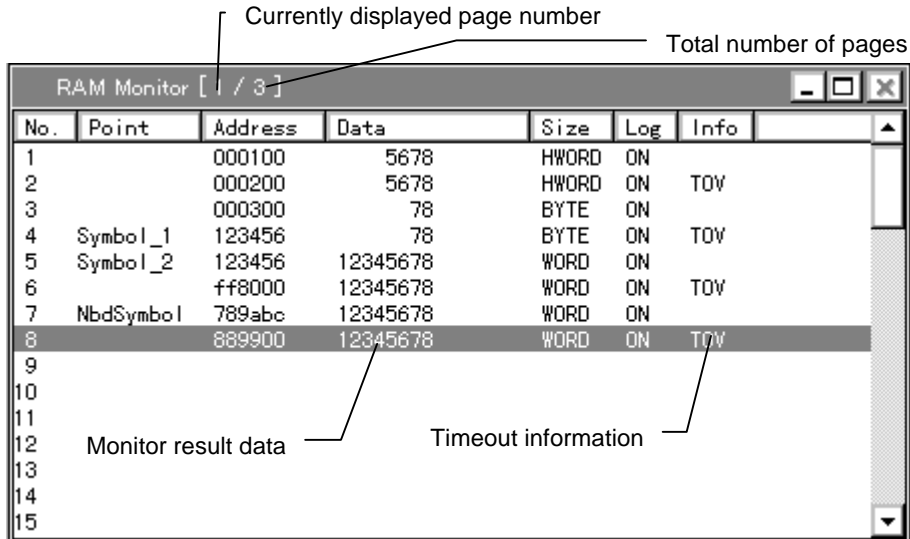 Currently displayed page number
Total number of pages
RAM Monitor [ 1 / 3 ]
No. Point Address Data Size Log Info
1 000100 5678 HWORD ON
2 000200 5678 HWORD ON TOV
3 000300 78 BYTE ON
4 Symbol_1 123456 78 BYTE ON TOV
5 Symbol_2 123456 12345678 WORD ON
6 ff8000 12345678 WORD ON TOV
7 NbdSymbol 789abc 12345678 WORD ON
8 889900 12345678 WORD ON TOV
9
10
11
12 Monitor result data Timeout information
13
14
15